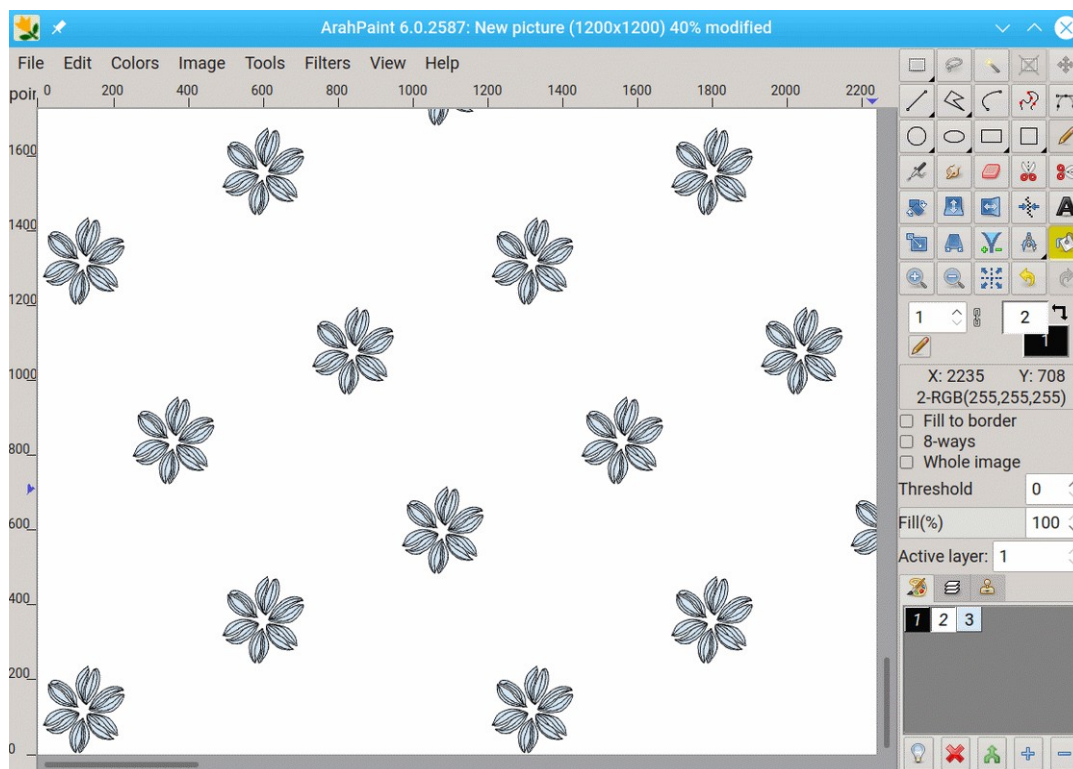 ArahPaint 6.0.2587: New picture (1200x1200) 40% modified
File Edit Colors Image Tools Filters View Help
poir 0 200 400 600 800 1000 1200 1400 1600 1800 2000 2200
1600
1400
1200
1000
800
600
400
200
0
A
1 2
1
X: 2235 Y: 708
2-RGB(255,255,255)
Fill to border
8-ways
Whole image
Threshold 0
Fill(%) 100
Active layer: 1
1 2 3